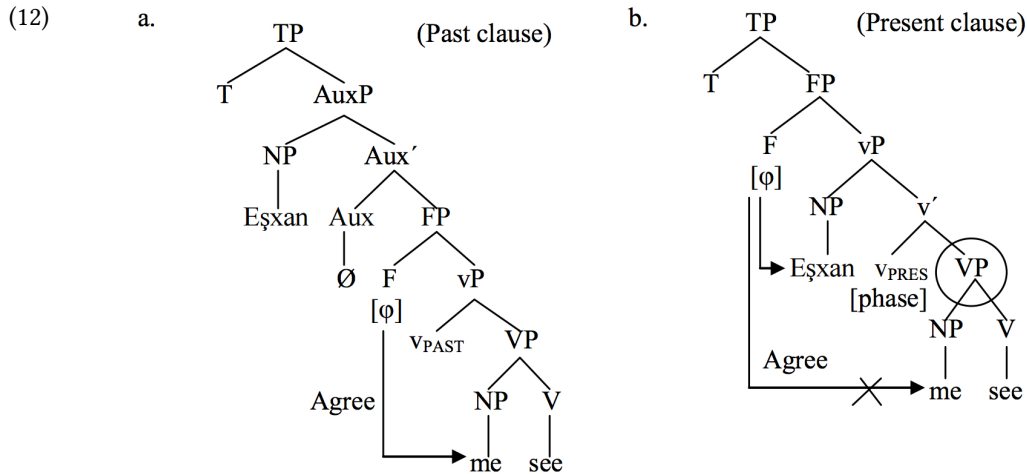 (12) a. TP (Past clause) b. TP (Present clause)
T AuxP
NP Aux´
Eşxan Aux FP
Ø F vP
[φ] vPAST VP
Agree NP V
me see
T FP
F vP
[φ] NP v´
Eşxan vPRES VP
[phase]
NP V
Agree me see